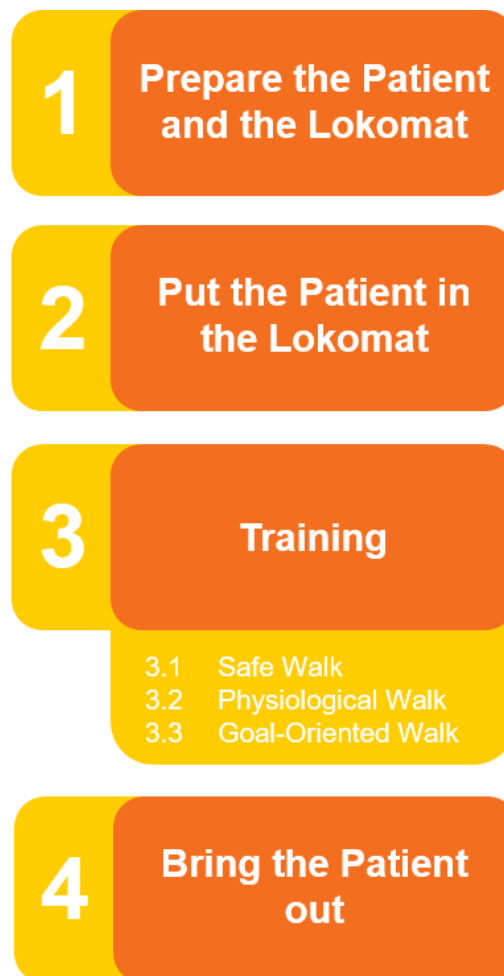 1
Prepare the Patient
and the Lokomat
2
Put the Patient in
the Lokomat
3
Training
3.1 Safe Walk
3.2 Physiological Walk
3.3 Goal-Oriented Walk
4
Bring the Patient
out